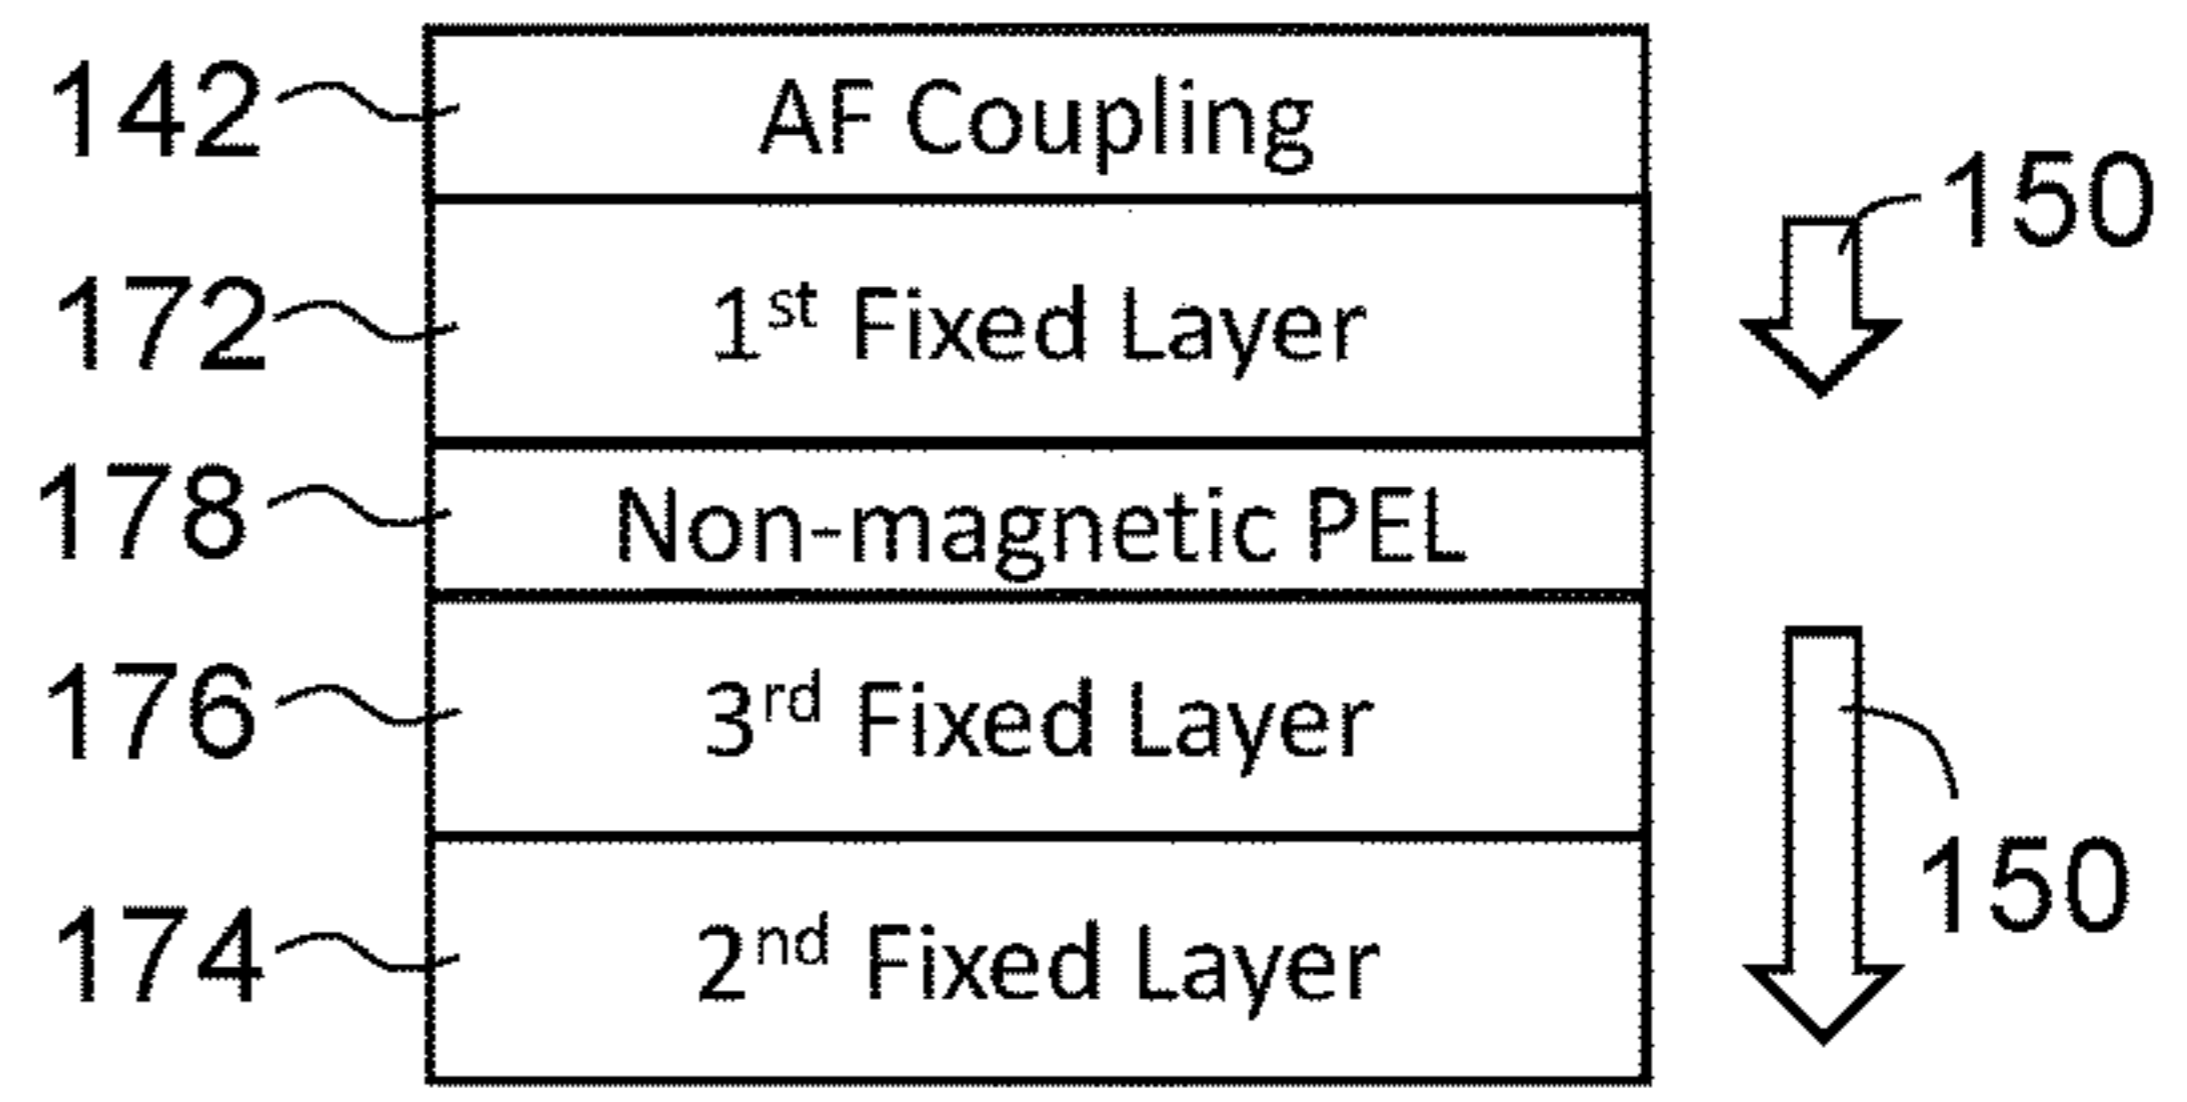 142 AF Coupling
150
172 1st Fixed Layer
178 Non-magnetic PEL
176 3rd Fixed Layer
150
174 2nd Fixed Layer